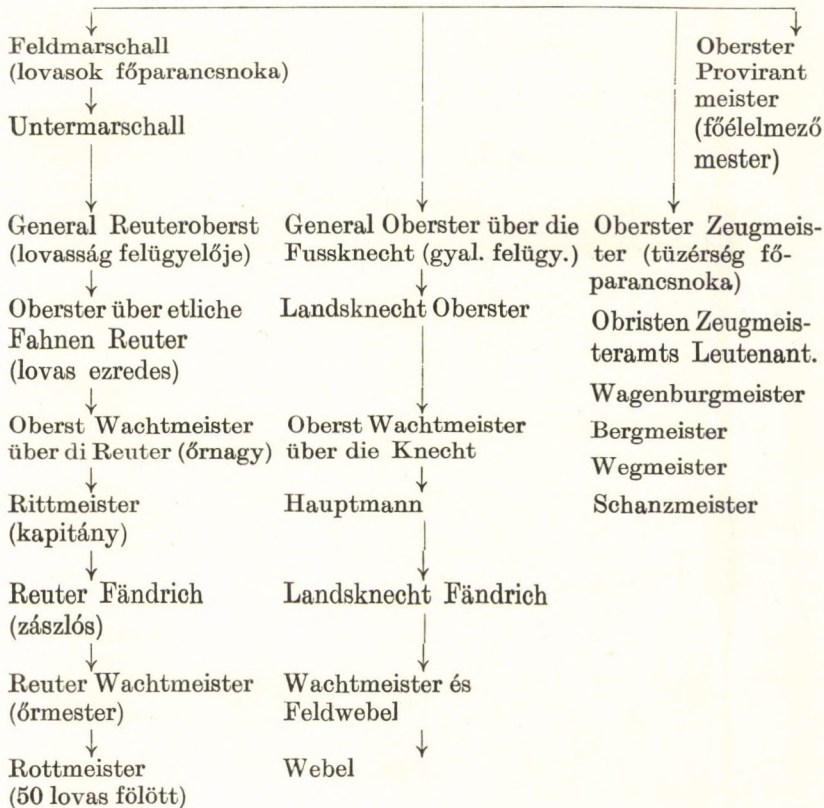 Feldmarschall
(lovasok főparancsnoka)
Untermarschall
General Reuteroberst
(lovasság felügyelője)
Oberster über etliche
Fahnen Reuter
(lovas ezredes)
Oberst Wachtmeister
über di Reuter (őrnagy)
Rittmeister
(kapitány)
Reuter Fändrich
(zászlós)
Reuter Wachtmeister
(őrmester)
Rottmeister
(50 lovas fölött)
General Oberster über die
Fussknecht (gyal. felügy.)
Landsknecht Oberster
Oberst Wachtmeister
über die Knecht
Hauptmann
Landsknecht Fändrich
Wachtmeister és
Feldwebel
Webel
Oberster Zeugmeis-
ter (tüzérség fő-
parancsnoka)
Obristen Zeugmeis-
teramts Leutenant.
Wagenburgmeister
Bergmeister
Wegmeister
Schanzmeister
Oberster
Provirant
meister
(főélelmező
mester)